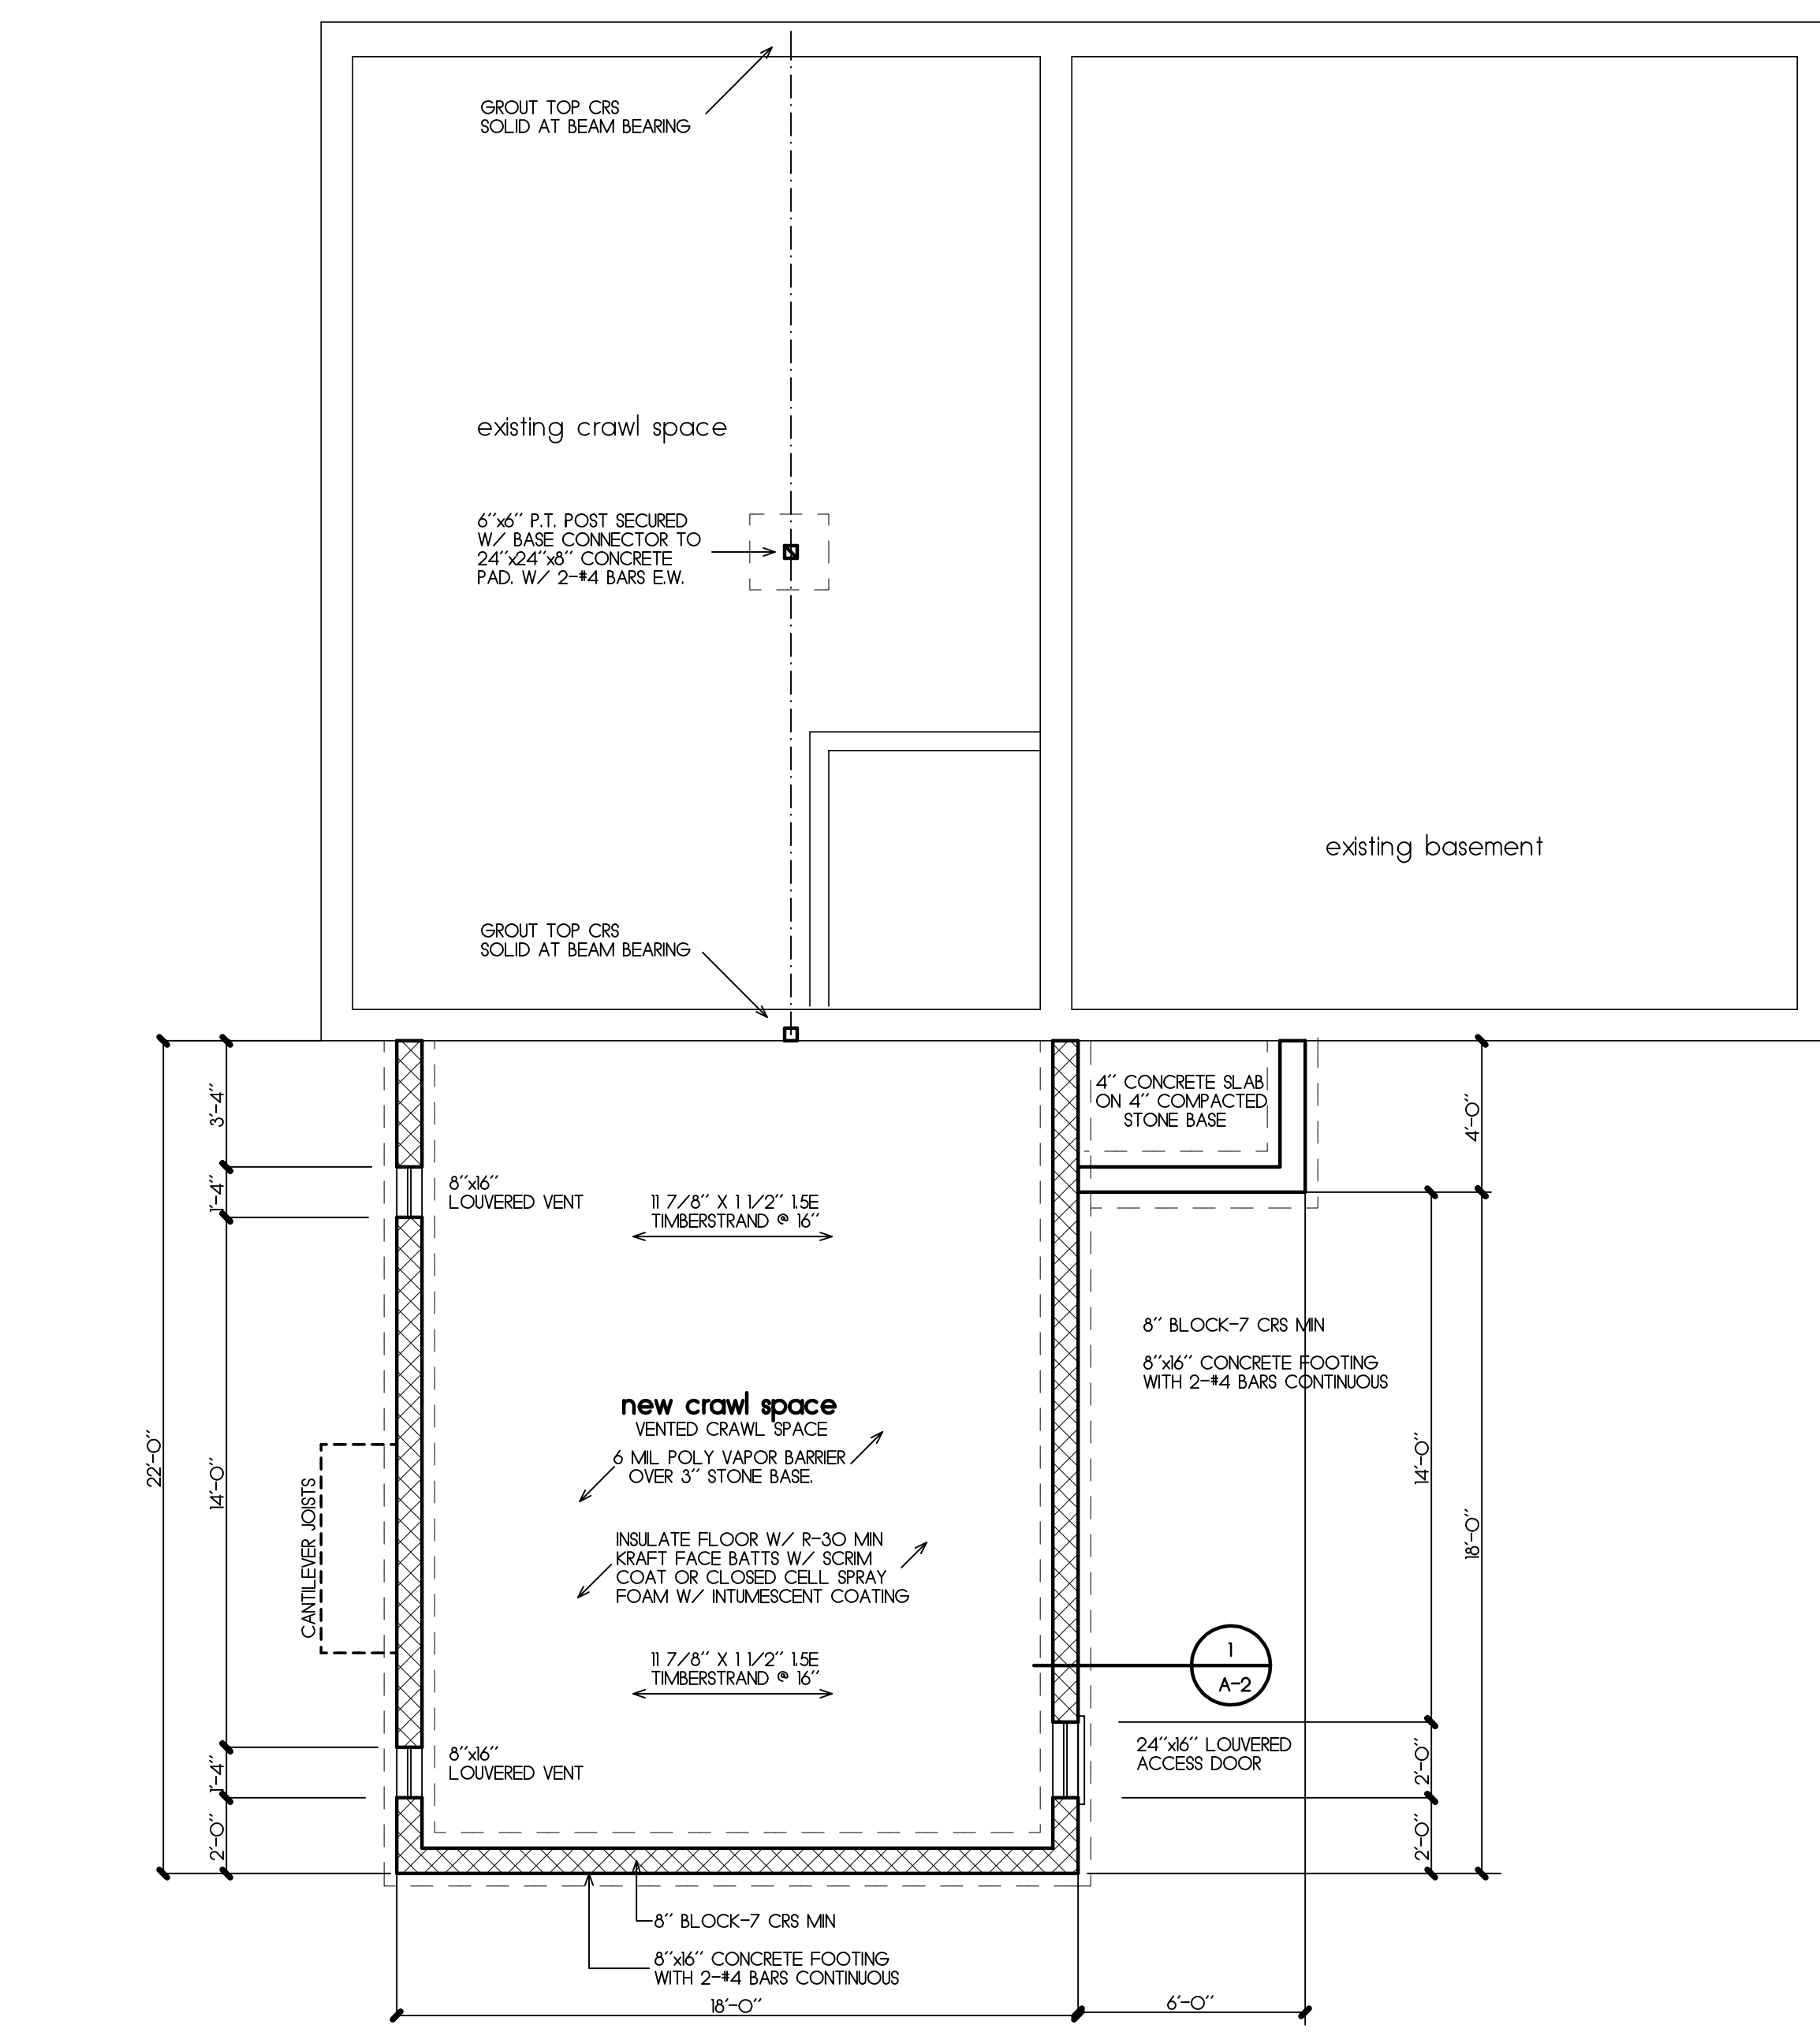 GROUT TOP CRS
SOLID AT BEAM BEARING
existing crawl space
6"x6" P.T. POST SECURED
W/ BASE CONNECTOR TO
24"x24"x8" CONCRETE
PAD. W/ 2-#4 BARS E.W.
existing basement
GROUT TOP CRS
SOLID AT BEAM BEARING
3'-4"
1'-4"
14'-0"
1'-4"
2'-0"
22'-0"
CANTILEVER JOISTS
8"x16"
LOUVERED VENT
11 7/8" X 1 1/2" 1.5E
TIMBERSTRAND @ 16"
4" CONCRETE SLAB
ON 4" COMPACTED
STONE BASE
4'-0"
8" BLOCK-7 CRS MIN
8"x16" CONCRETE FOOTING
WITH 2-#4 BARS CONTINUOUS
new crawl space
VENTED CRAWL SPACE
6 MIL POLY VAPOR BARRIER
OVER 3" STONE BASE.
INSULATE FLOOR W/ R-30 MIN
KRAFT FACE BATTS W/ SCRIM
COAT OR CLOSED CELL SPRAY
FOAM W/ INTUMESCENT COATING
14'-0"
18'-0"
1
A-2
11 7/8" X 1 1/2" 1.5E
TIMBERSTRAND @ 16"
8"x16"
LOUVERED VENT
24"x16" LOUVERED
ACCESS DOOR
2'-0"
2'-0"
8" BLOCK-7 CRS MIN
8"x16" CONCRETE FOOTING
WITH 2-#4 BARS CONTINUOUS
18'-0"
6'-0"